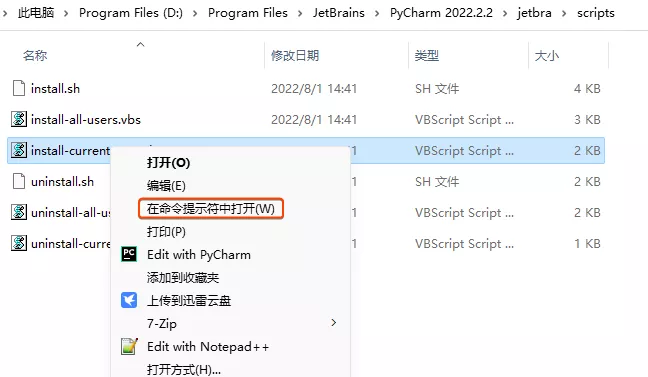 此电脑 > Program Files (D:) > Program Files > JetBrains > PyCharm 2022.2.2 > jetbra > scripts
名称 修改日期 类型 大小
install.sh 2022/8/1 14:41 SH 文件 4 KB
install-all-users.vbs 2022/8/1 14:41 VBScript Script ... 3 KB
install-current 1 VBScript Script ... 2 KB
uninstall.sh 1 SH 文件 2 KB
uninstall-all-u 1 VBScript Script ... 2 KB
uninstall-curre 1 VBScript Script ... 1 KB
打开(O)
编辑(E)
在命令提示符中打开(W)
打印(P)
PC Edit with PyCharm
添加到收藏夹
上传到迅雷云盘
7-Zip >
Edit with Notepad++
打开方式(H)...